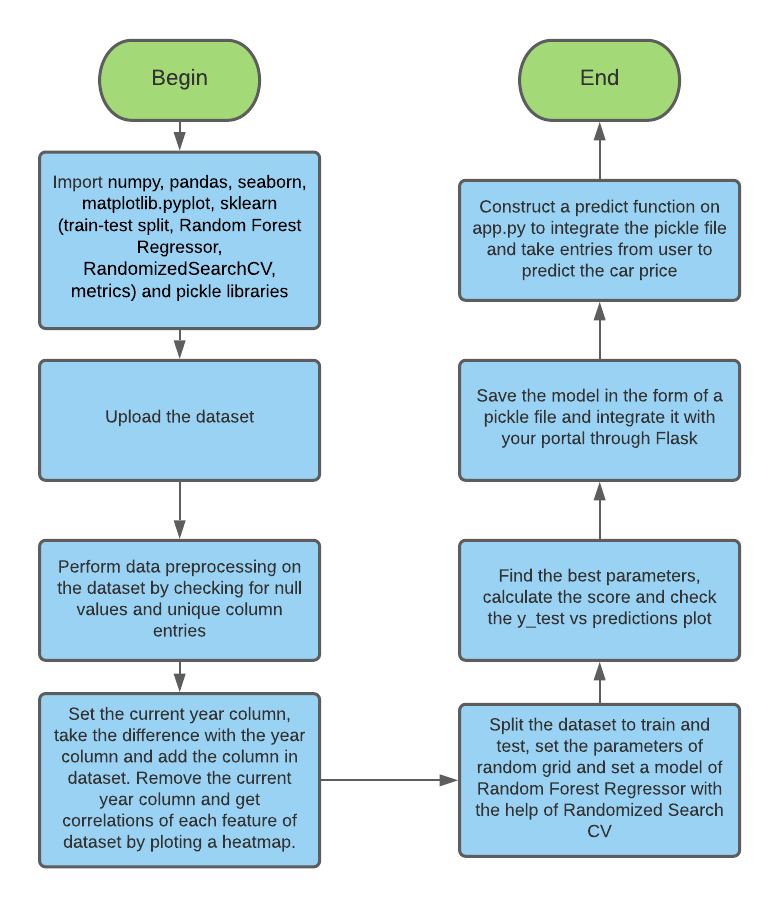 Begin
Import numpy, pandas, seaborn,
matplotlib.pyplot, sklearn
(train-test split, Random Forest
Regressor,
RandomizedSearchCV,
metrics) and pickle libraries
Upload the dataset
Perform data preprocessing on
the dataset by checking for null
values and unique column
entries
Set the current year column,
take the difference with the year
column and add the column in
dataset. Remove the current
year column and get
correlations of each feature of
dataset by ploting a heatmap.
Split the dataset to train and
test, set the parameters of
random grid and set a model of
Random Forest Regressor with
the help of Randomized Search
CV
Find the best parameters,
calculate the score and check
the y_test vs predictions plot
Save the model in the form of a
pickle file and integrate it with
your portal through Flask
Construct a predict function on
app.py to integrate the pickle file
and take entries from user to
predict the car price
End